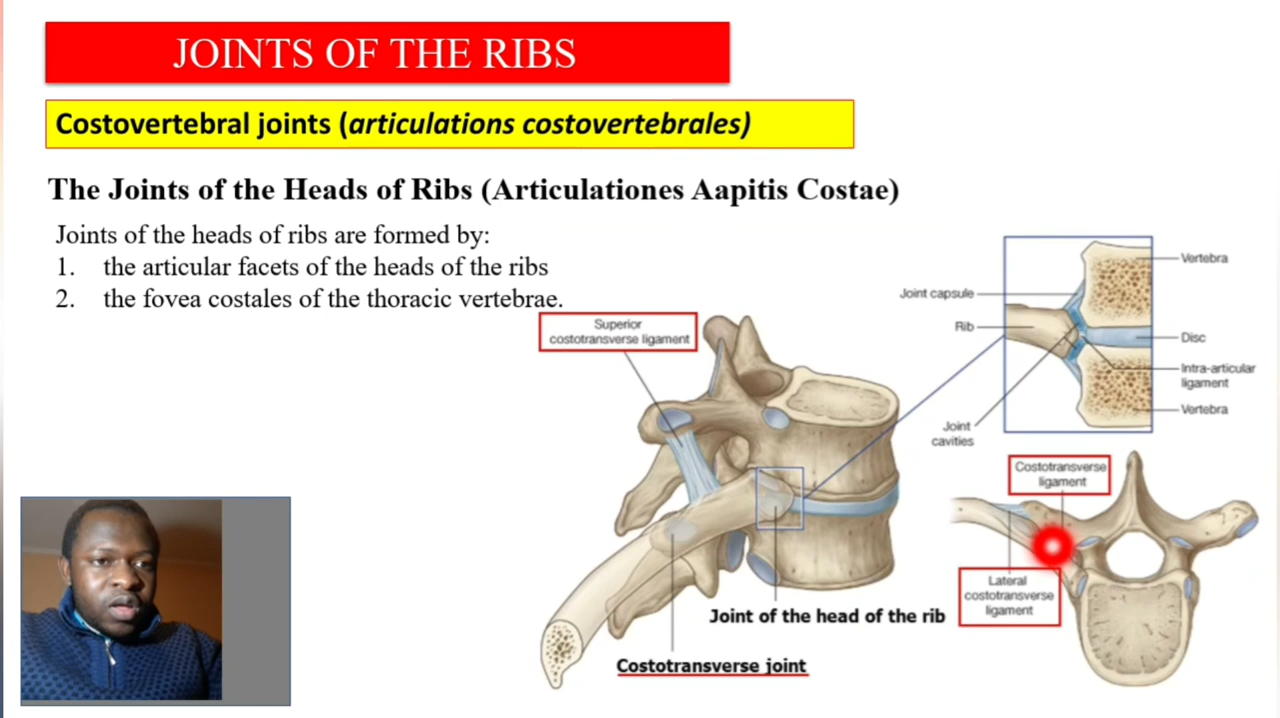 JOINTS OF THE RIBS
Costovertebral joints (articulations costovertebrales)
The Joints of the Heads of Ribs (Articulationes Aapitis Costae)
Joints of the heads of ribs are formed by:
1. the articular facets of the heads of the ribs
2. the fovea costales of the thoracic vertebrae.
Superior
costotransverse ligament
Joint capsule
Rib
Joint
cavities
Vertebra
Disc
Intra-articular
ligament
Vertebra
Costotransverse
ligament
Lateral
costotransverse
ligament
Joint of the head of the rib
Costotransverse joint